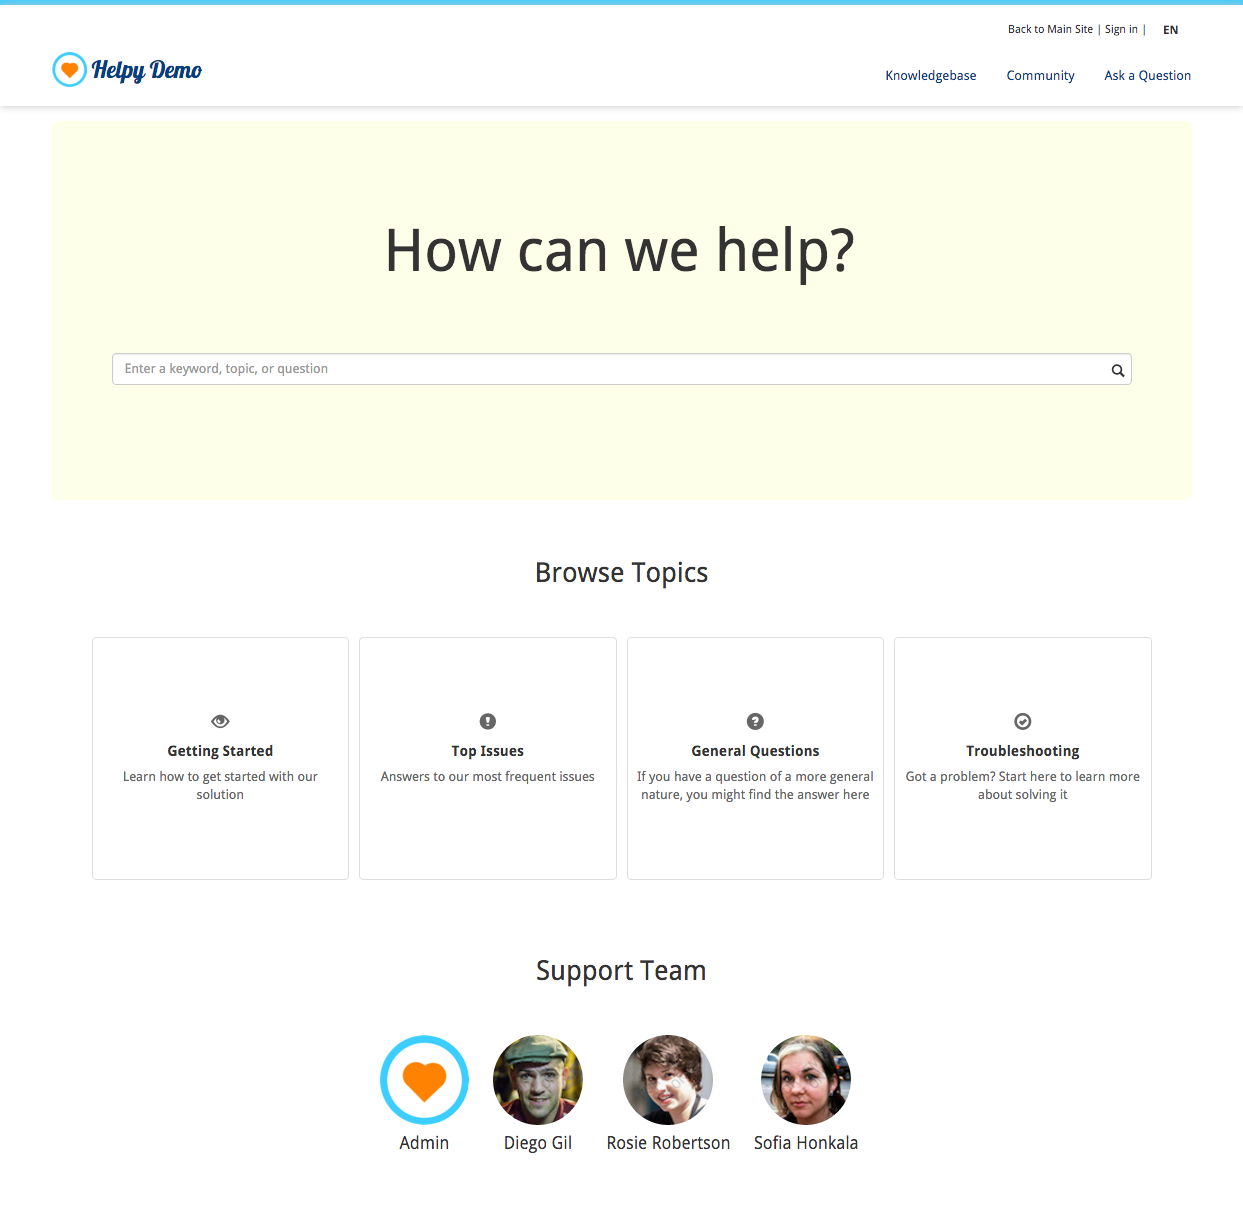 Back to Main Site | Sign in | EN
Helpy Demo
Knowledgebase Community Ask a Question
How can we help?
Enter a keyword, topic, or question
Browse Topics
Getting Started
Learn how to get started with our
solution
Top Issues
Answers to our most frequent issues
General Questions
If you have a question of a more general
nature, you might find the answer here
Troubleshooting
Got a problem? Start here to learn more
about solving it
Support Team
Admin
Diego Gil
Rosie Robertson
Sofia Honkala